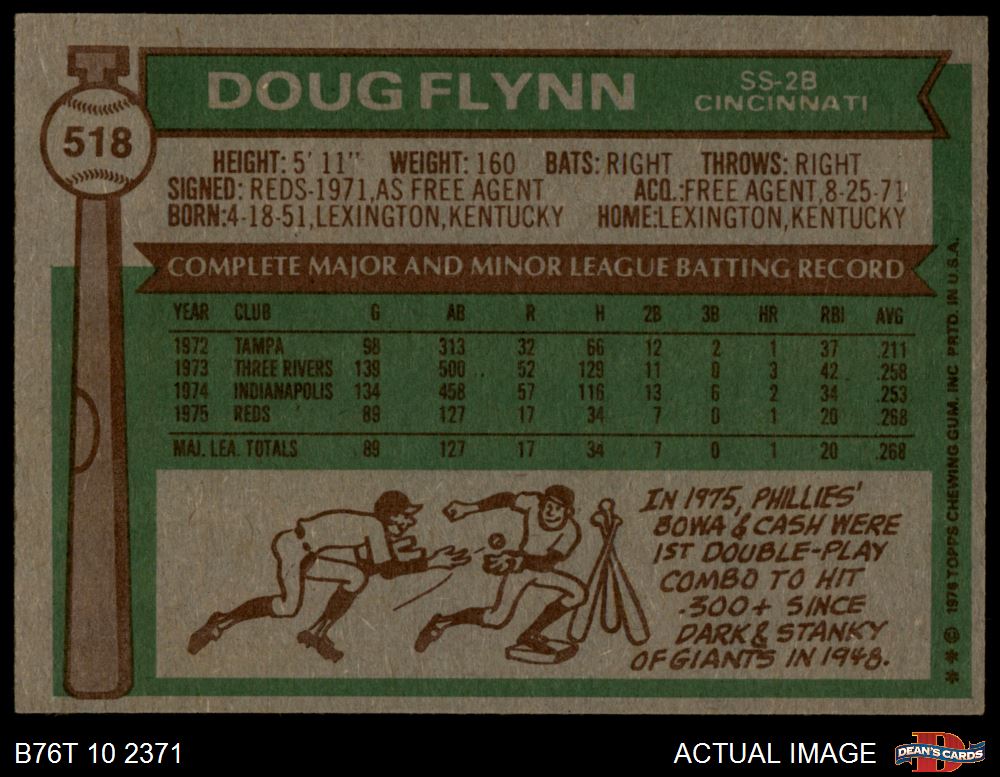 DOUG FLYNN
SS-2B
CINCINNATI
518
HEIGHT: 5' 11" WEIGHT: 160 BATS: RIGHT THROWS: RIGHT
SIGNED: REDS-1971, AS FREE AGENT ACQ.: FREE AGENT, 8-25-71
BORN: 4-18-51, LEXINGTON, KENTUCKY HOME: LEXINGTON, KENTUCKY
COMPLETE MAJOR AND MINOR LEAGUE BATTING RECORD
YEAR CLUB G AB R H 2B 3B HR RBI AVG
1972 TAMPA 98 313 32 66 12 2 1 37 .211
1973 THREE RIVERS 139 500 52 129 11 0 3 42 .258
1974 INDIANAPOLIS 134 458 57 116 13 6 2 34 .253
1975 REDS 89 127 17 34 7 0 1 20 .268
MAJ. LEA. TOTALS 89 127 17 34 7 0 1 20 .268
IN 1975, PHILLIES'
BOWA & CASH WERE
1ST DOUBLE-PLAY
COMBO TO HIT
.300+ SINCE
DARK & STANKY
OF GIANTS IN 1948.
* * © 1976 TOPPS CHEWING GUM, INC PRTD. IN U.S.A.
B76T 10 2371
ACTUAL IMAGE
DEAN'S CARDS